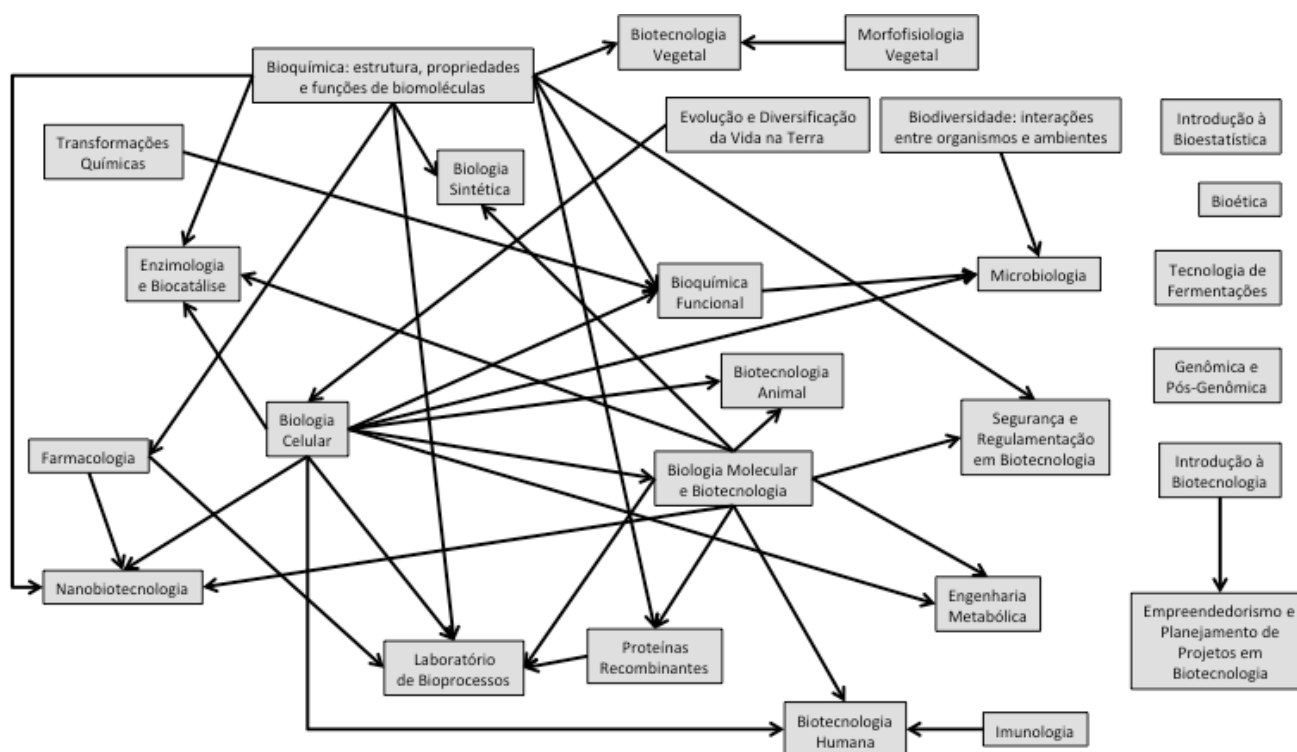 Biotecnologia
Vegetal
Morfofisiologia
Vegetal
Bioquímica: estrutura, propriedades
e funções de biomoléculas
Evolução e Diversificação
da Vida na Terra
Biodiversidade: interações
entre organismos e ambientes
Introdução à
Bioestatística
Transformações
Químicas
Biologia
Sintética
Bioética
Enzimologia
e Biocatálise
Bioquímica
Funcional
Microbiologia
Tecnologia de
Fermentações
Biotecnologia
Animal
Genômica e
Pós-Genômica
Biologia
Celular
Segurança e
Regulamentação
em Biotecnologia
Farmacologia
Biologia Molecular
e Biotecnologia
Introdução à
Biotecnologia
Nanobiotecnologia
Engenharia
Metabólica
Empreendedorismo e
Planejamento de
Projetos em
Biotecnologia
Laboratório
de Bioprocessos
Proteínas
Recombinantes
Biotecnologia
Humana
Imunologia